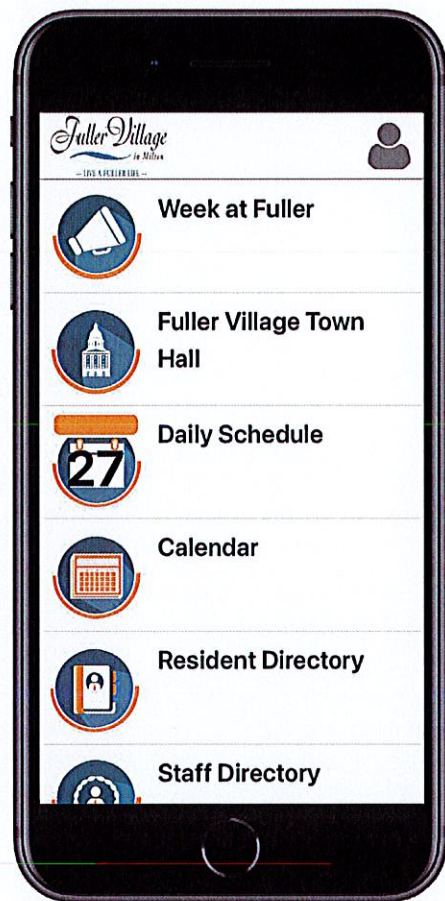 Fuller Village
in Milton
— LIVE A FULLER LIFE —
Week at Fuller
Fuller Village Town
Hall
27
Daily Schedule
Calendar
Resident Directory
Staff Directory